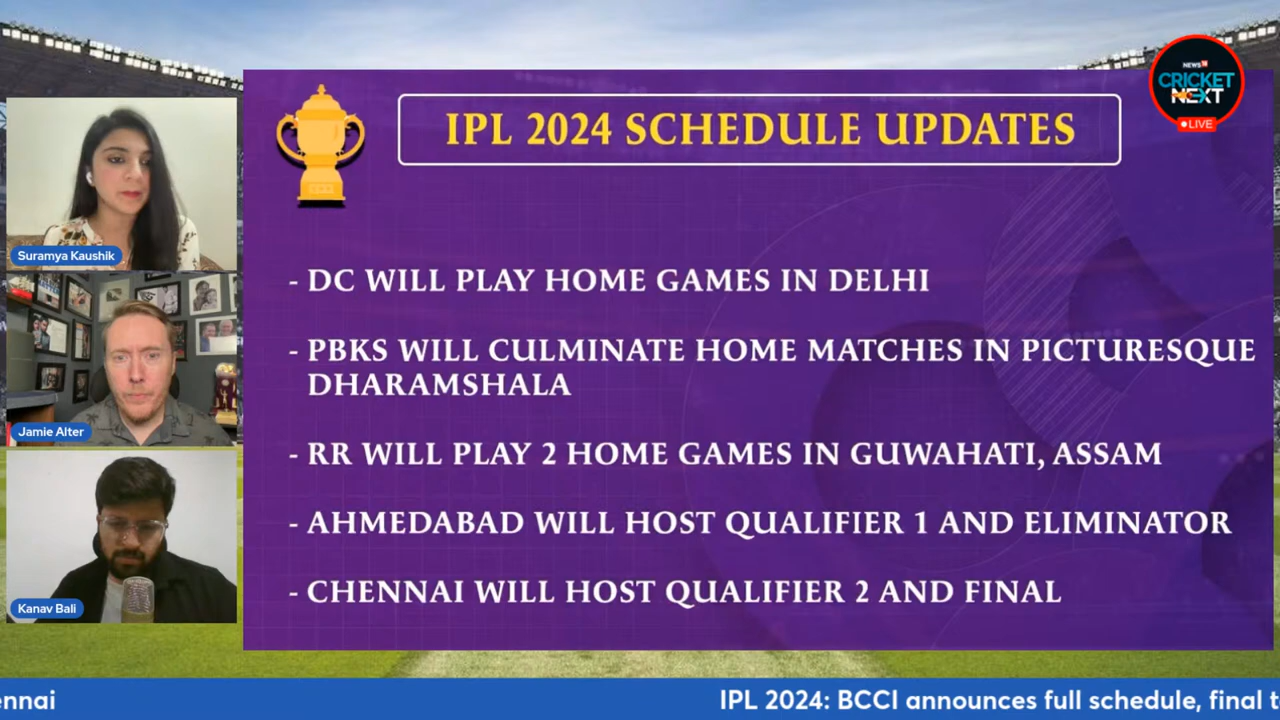 NEWS18
CRICKET
NEXT
LIVE
IPL 2024 SCHEDULE UPDATES
- DC WILL PLAY HOME GAMES IN DELHI
- PBKS WILL CULMINATE HOME MATCHES IN PICTURESQUE
DHARAMSHALA
- RR WILL PLAY 2 HOME GAMES IN GUWAHATI, ASSAM
- AHMEDABAD WILL HOST QUALIFIER 1 AND ELIMINATOR
- CHENNAI WILL HOST QUALIFIER 2 AND FINAL
Suramya Kaushik
Jamie Alter
Kanav Bali
ennai
IPL 2024: BCCI announces full schedule, final t